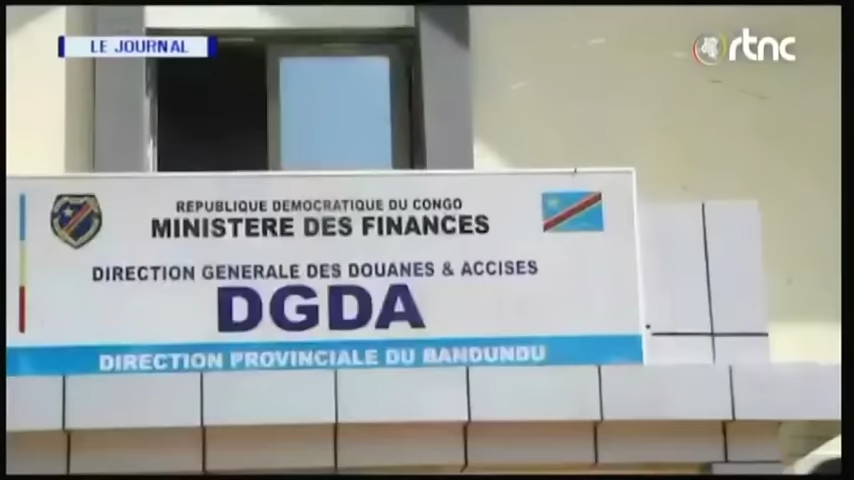 LE JOURNAL
rtnc
REPUBLIQUE DEMOCRATIQUE DU CONGO
MINISTERE DES FINANCES
DIRECTION GENERALE DES DOUANES & ACCISES
DGDA
DIRECTION PROVINCIALE DU BANDUNDU